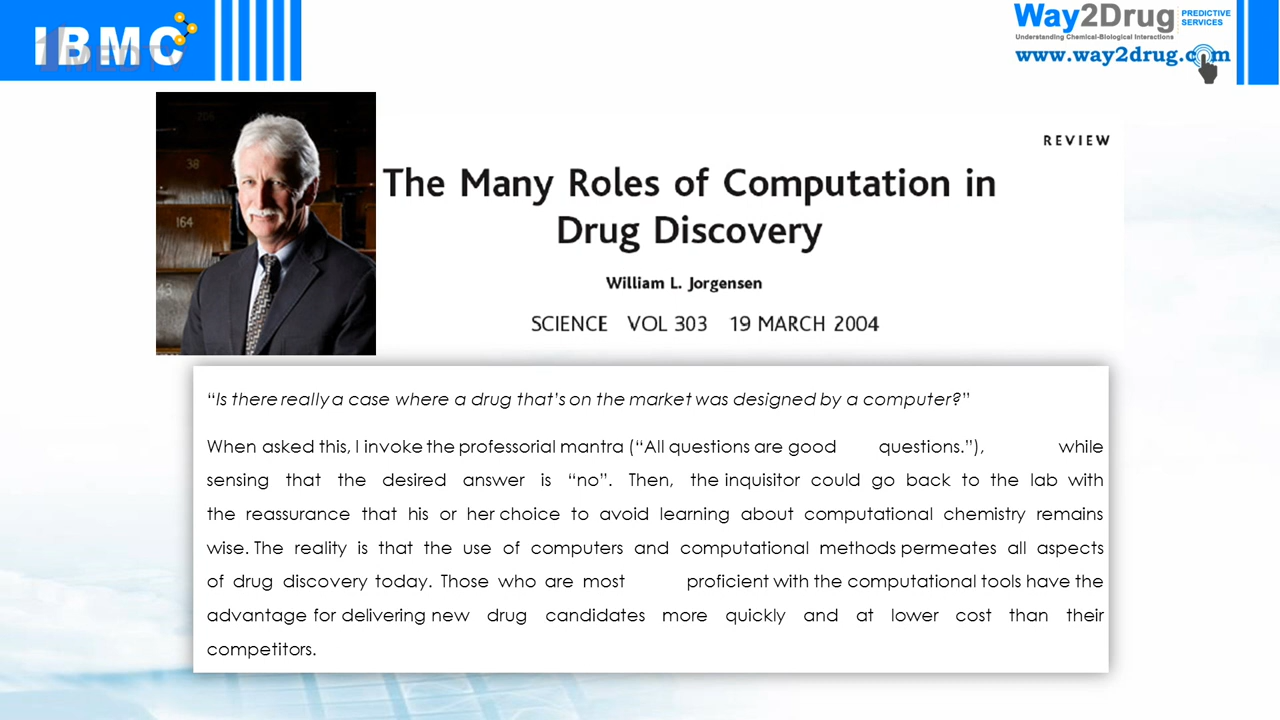 IBMC
1MEDTV
Way2Drug
PREDICTIVE
SERVICES
Understanding Chemical-Biological Interactions
www.way2drug.com
REVIEW
The Many Roles of Computation in
Drug Discovery
William L. Jorgensen
SCIENCE VOL 303 19 MARCH 2004
38
164
43
“Is there really a case where a drug that’s on the market was designed by a computer?”
When asked this, I invoke the professorial mantra (“All questions are good questions.”), while
sensing that the desired answer is “no”. Then, the inquisitor could go back to the lab with
the reassurance that his or her choice to avoid learning about computational chemistry remains
wise. The reality is that the use of computers and computational methods permeates all aspects
of drug discovery today. Those who are most proficient with the computational tools have the
advantage for delivering new drug candidates more quickly and at lower cost than their
competitors.